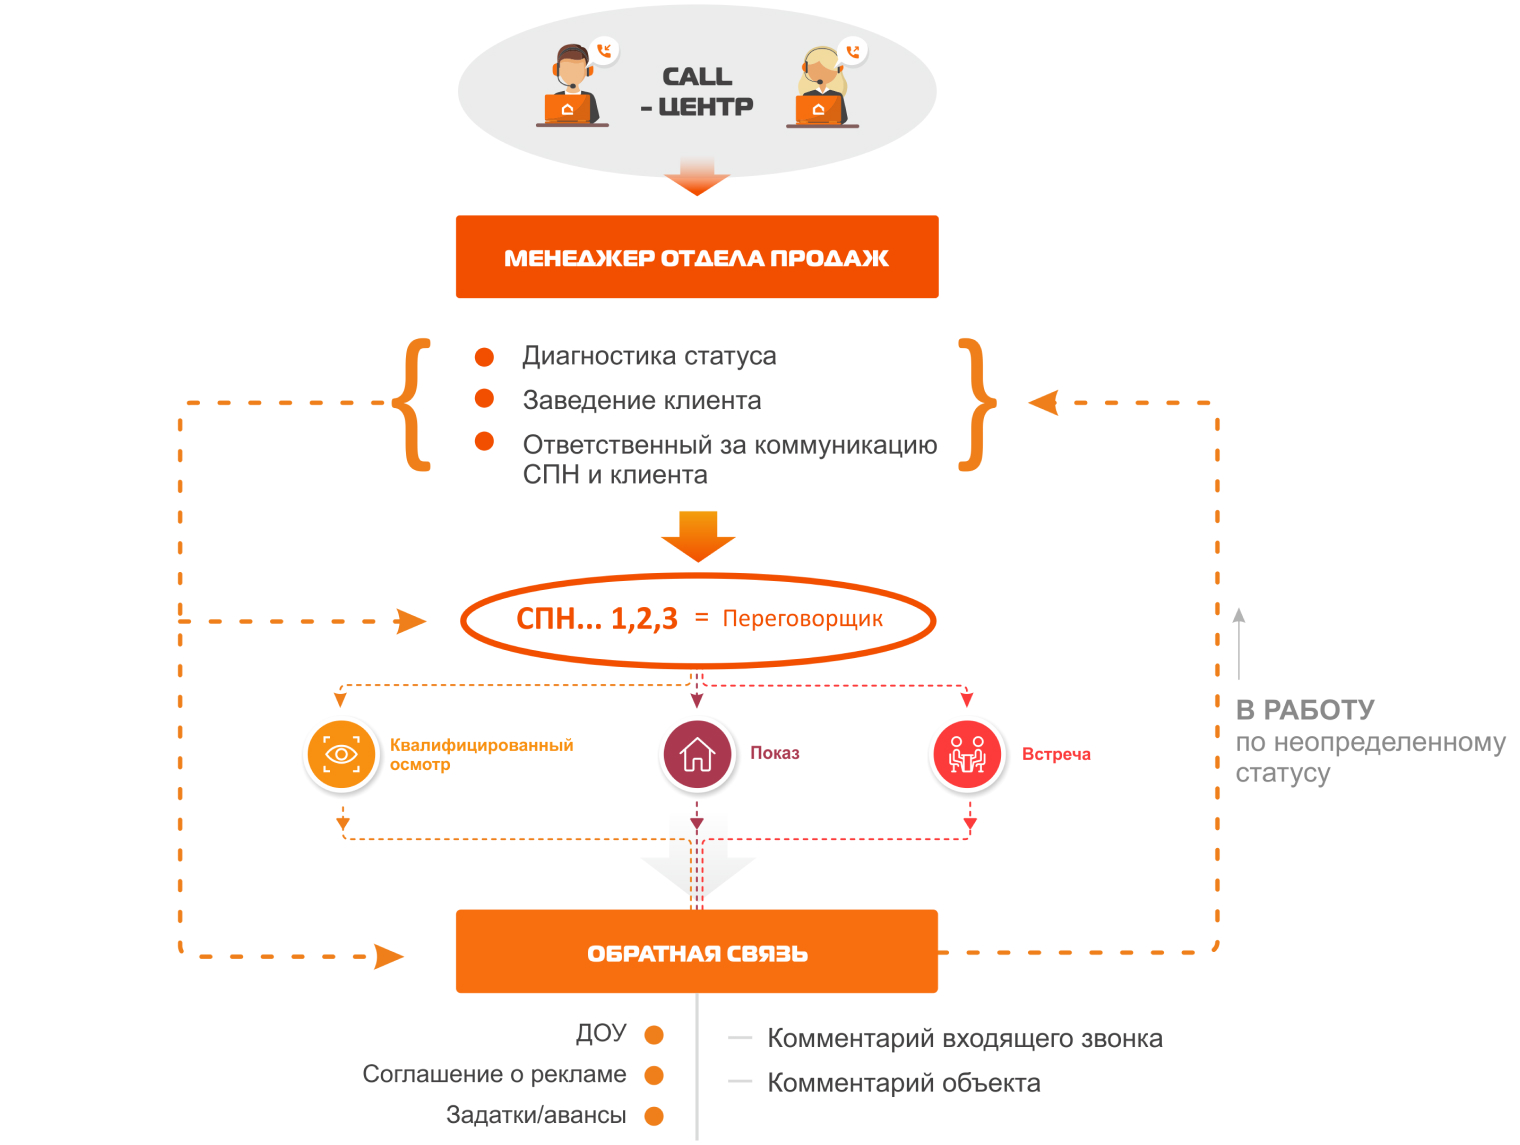 CALL
- ЦЕНТР
МЕНЕДЖЕР ОТДЕЛА ПРОДАЖ
Диагностика статуса
Заведение клиента
Ответственный за коммуникацию
СПН и клиента
СПН... 1,2,3 = Переговорщик
Квалифицированный
осмотр
Показ
Встреча
В РАБОТУ
по неопределенному
статусу
ОБРАТНАЯ СВЯЗЬ
ДОУ
Соглашение о рекламе
Задатки/авансы
Комментарий входящего звонка
Комментарий объекта